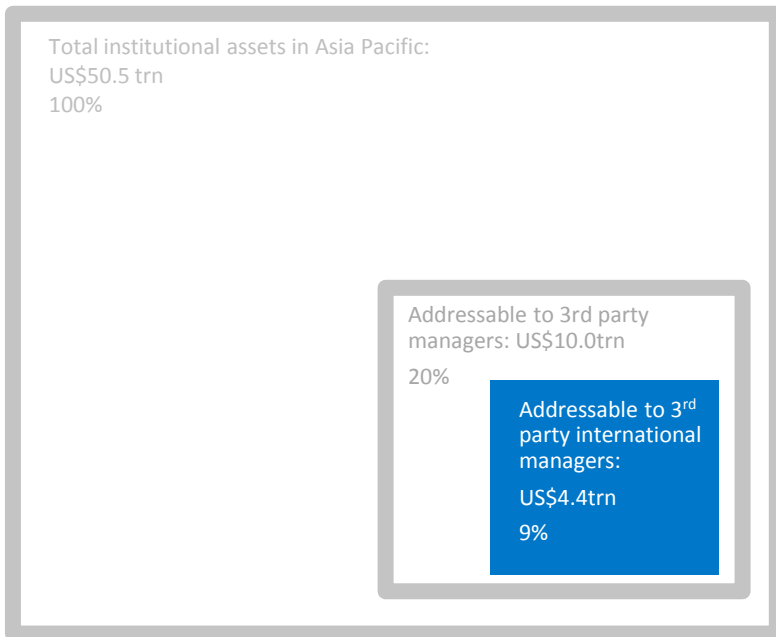 Total institutional assets in Asia Pacific:
US$50.5 trn
100%
Addressable to 3rd party
managers: US$10.0trn
20%
Addressable to 3rd
party international
managers:
US$4.4trn
9%